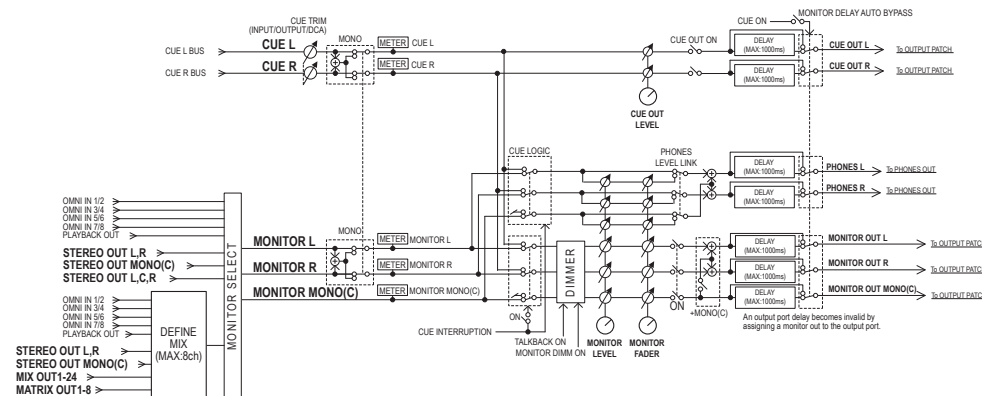 CUE TRIM
(INPUT/OUTPUT/DCA)
MONO
CUE ON
MONITOR DELAY AUTO BYPASS
CUE L BUS
CUE L
METER CUE L
CUE OUT ON
DELAY
(MAX:1000ms)
CUE OUT L
To OUTPUT PATCH
CUE R BUS
CUE R
METER CUE R
DELAY
(MAX:1000ms)
CUE OUT R
To OUTPUT PATCH
CUE OUT
LEVEL
CUE LOGIC
PHONES
LEVEL LINK
DELAY
(MAX:1000ms)
PHONES L
To PHONES OUT
DELAY
(MAX:1000ms)
PHONES R
To PHONES OUT
OMNI IN 1/2
OMNI IN 3/4
OMNI IN 5/6
OMNI IN 7/8
PLAYBACK OUT
STEREO OUT L,R
STEREO OUT MONO(C)
STEREO OUT L,C,R
MONITOR SELECT
MONO
MONITOR L
METER MONITOR L
MONITOR R
METER MONITOR R
MONITOR MONO(C)
METER MONITOR MONO(C)
DIMMER
DELAY
(MAX:1000ms)
MONITOR OUT L
To OUTPUT PATC
DELAY
(MAX:1000ms)
MONITOR OUT R
To OUTPUT PATC
DELAY
(MAX:1000ms)
MONITOR OUT MONO(C)
To OUTPUT PATC
ON
ON
+MONO(C)
An output port delay becomes invalid by
assigning a monitor out to the output port.
CUE INTERRUPTION
TALKBACK ON
MONITOR DIMM ON
MONITOR
LEVEL
MONITOR
FADER
OMNI IN 1/2
OMNI IN 3/4
OMNI IN 5/6
OMNI IN 7/8
PLAYBACK OUT
STEREO OUT L,R
STEREO OUT MONO(C)
MIX OUT1-24
MATRIX OUT1-8
DEFINE
MIX
(MAX:8ch)